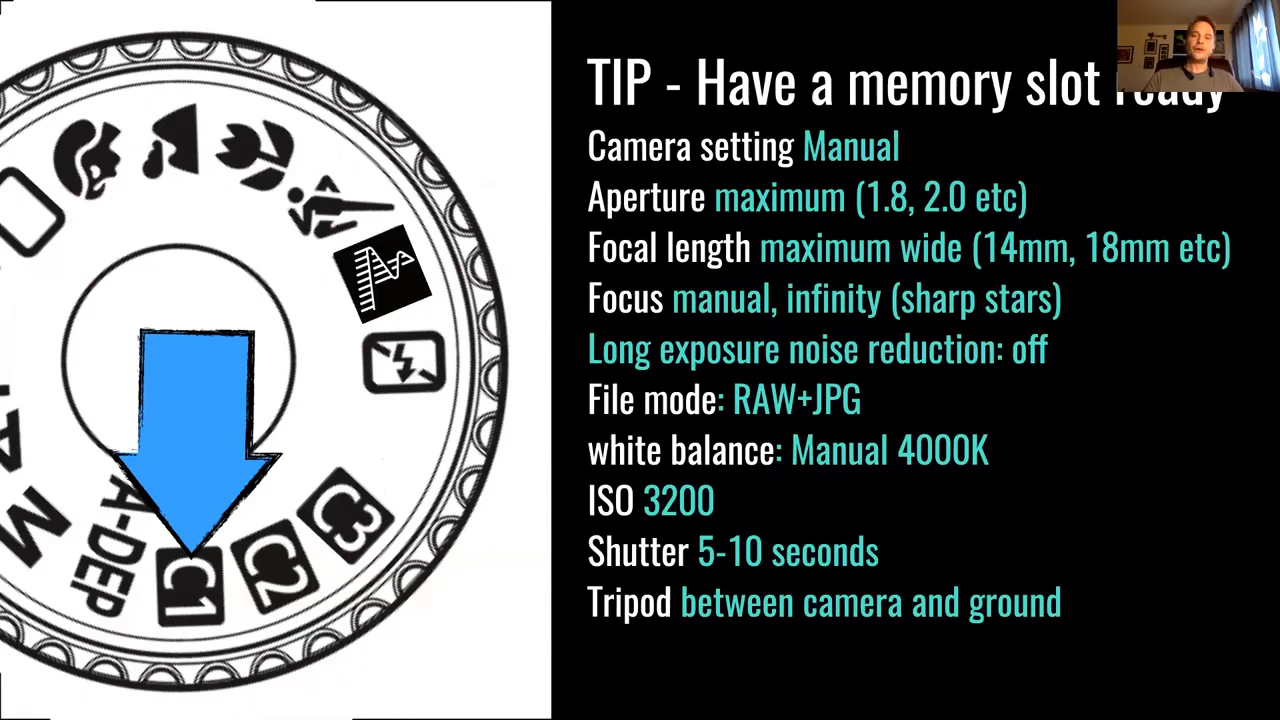 TIP - Have a memory slot ready
Camera setting Manual
Aperture maximum (1.8, 2.0 etc)
Focal length maximum wide (14mm, 18mm etc)
Focus manual, infinity (sharp stars)
Long exposure noise reduction: off
File mode: RAW+JPG
white balance: Manual 4000K
ISO 3200
Shutter 5-10 seconds
Tripod between camera and ground
M
A-DEP
C1
C2
C3